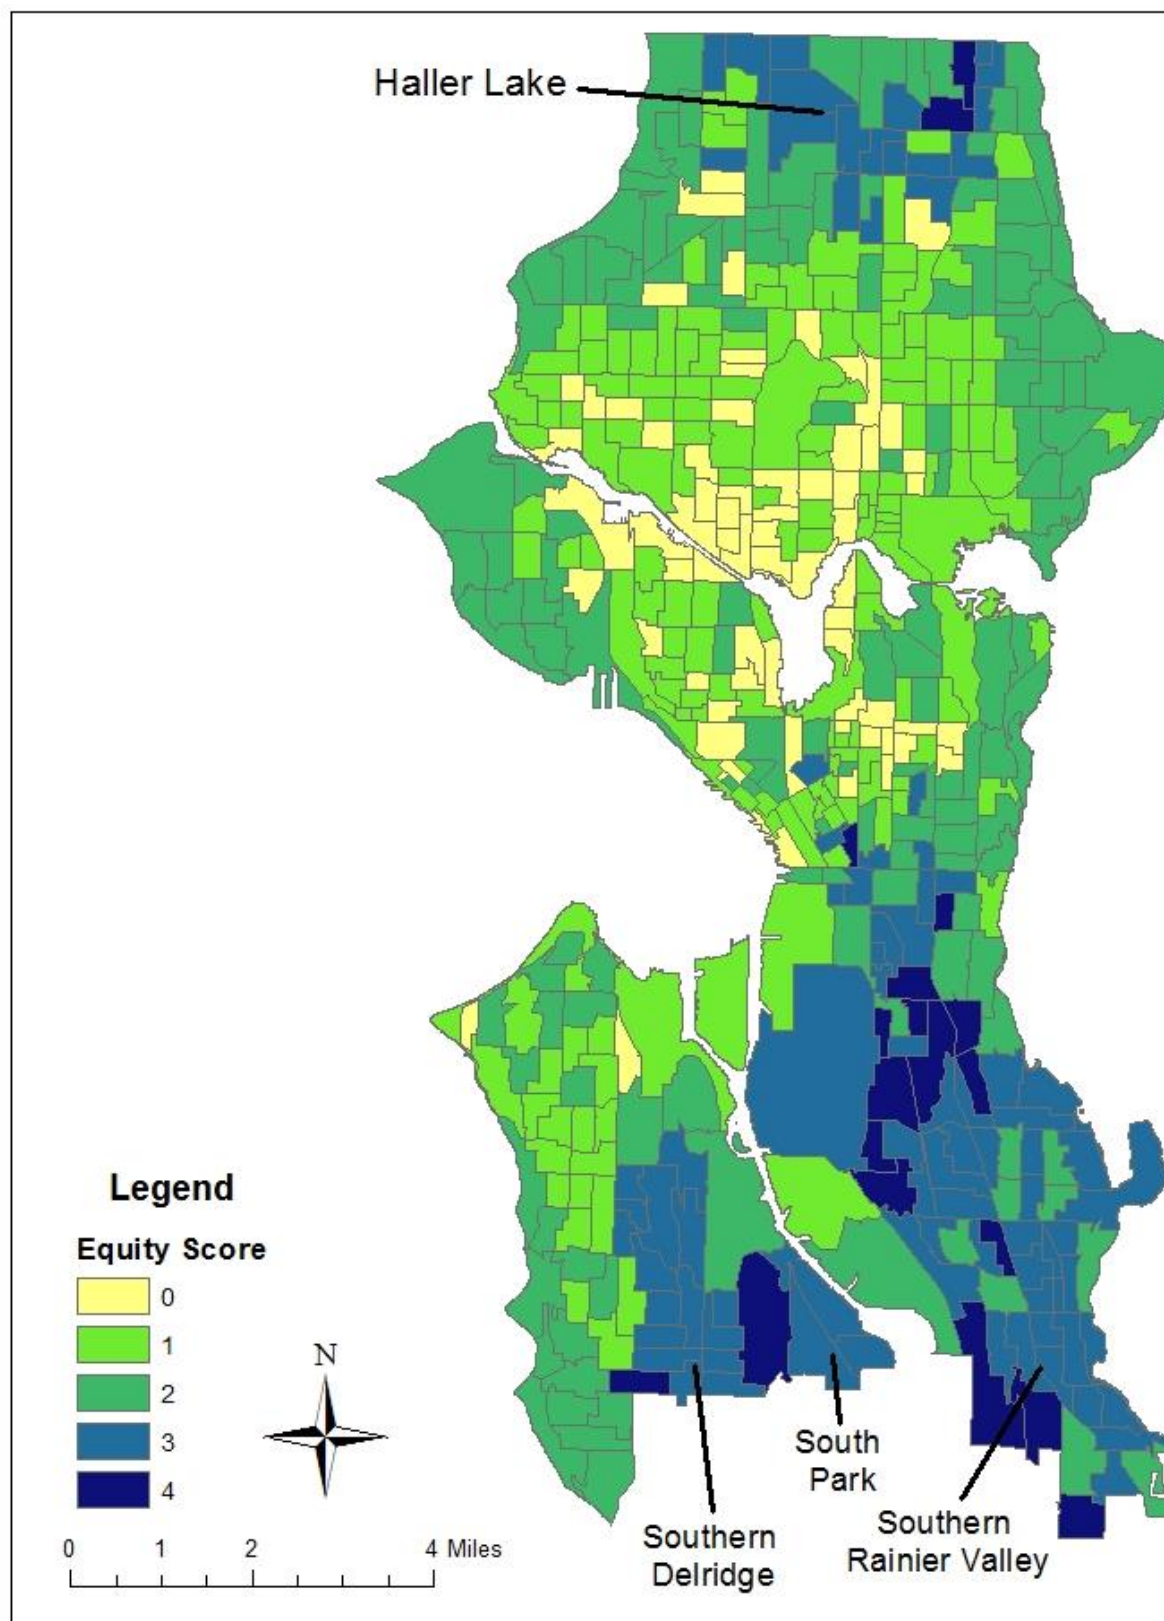 Haller Lake
Legend
Equity Score
0
1
2
3
4
N
0 1 2 4 Miles
South
Park
Southern
Delridge
Southern
Rainier Valley